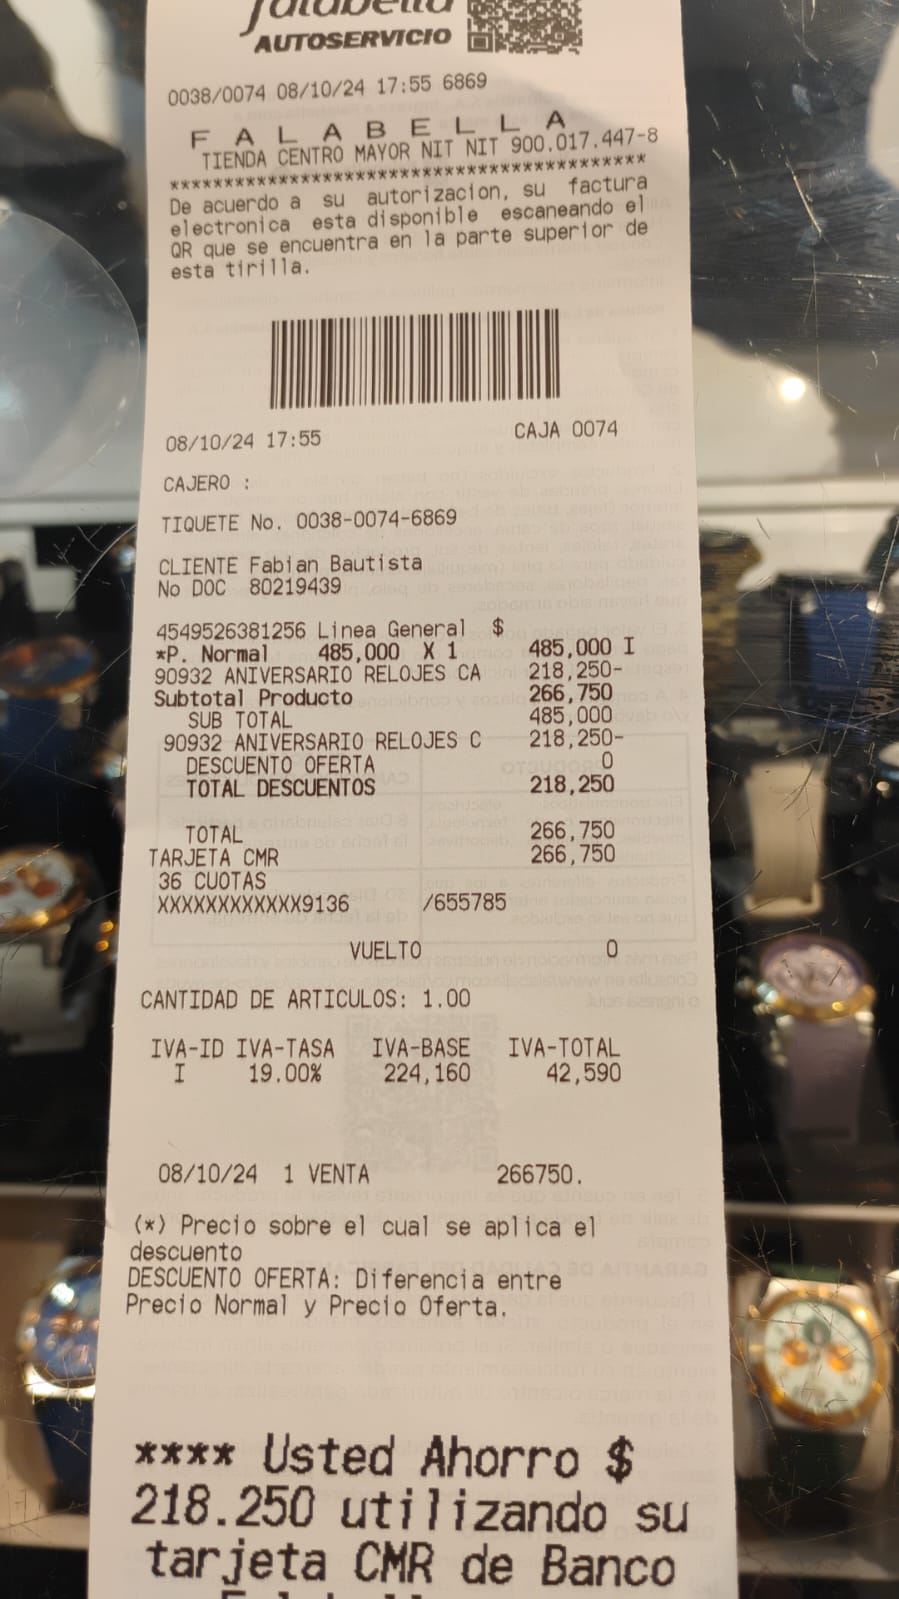 falabella
AUTOSERVICIO
0038/0074 08/10/24 17:55 6869
F A L A B E L L A
TIENDA CENTRO MAYOR NIT NIT 900.017.447-8
********************************************
De acuerdo a su autorizacion, su factura
electronica esta disponible escaneando el
QR que se encuentra en la parte superior de
esta tirilla.
08/10/24 17:55 CAJA 0074
CAJERO :
TIQUETE No. 0038-0074-6869
CLIENTE Fabian Bautista
No DOC 80219439
4549526381256 Linea General $
*P. Normal 485,000 X 1 485,000 I
90932 ANIVERSARIO RELOJES CA 218,250-
Subtotal Producto 266,750
SUB TOTAL 485,000
90932 ANIVERSARIO RELOJES C 218,250-
DESCUENTO OFERTA 0
TOTAL DESCUENTOS 218,250
TOTAL 266,750
TARJETA CMR 266,750
36 CUOTAS
XXXXXXXXXXXX9136 /655785
VUELTO 0
CANTIDAD DE ARTICULOS: 1.00
IVA-ID IVA-TASA IVA-BASE IVA-TOTAL
I 19.00% 224,160 42,590
08/10/24 1 VENTA 266750.
(*) Precio sobre el cual se aplica el
descuento
DESCUENTO OFERTA: Diferencia entre
Precio Normal y Precio Oferta.
**** Usted Ahorro $
218.250 utilizando su
tarjeta CMR de Banco